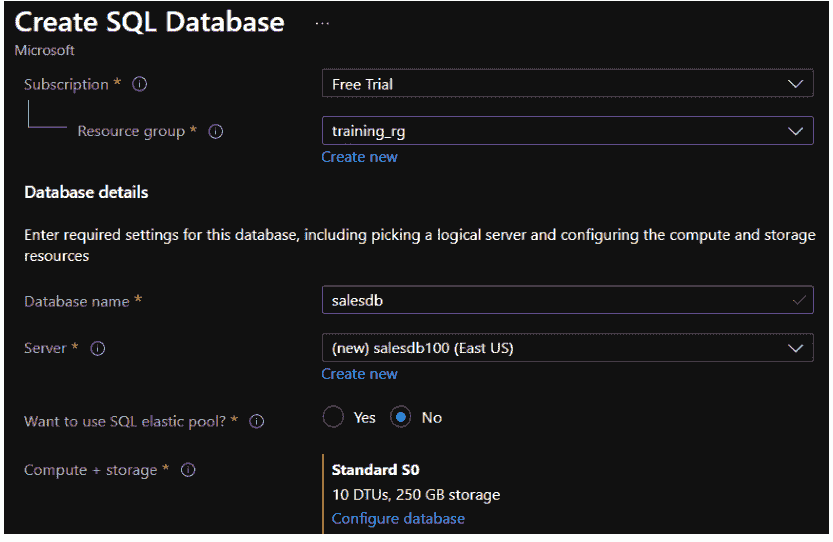 Create SQL Database ...
Microsoft
Subscription *
Free Trial
Resource group *
training_rg
Create new
Database details
Enter required settings for this database, including picking a logical server and configuring the compute and storage
resources
Database name *
salesdb
Server *
(new) salesdb100 (East US)
Create new
Want to use SQL elastic pool? *
Yes No
Compute + storage *
Standard S0
10 DTUs, 250 GB storage
Configure database